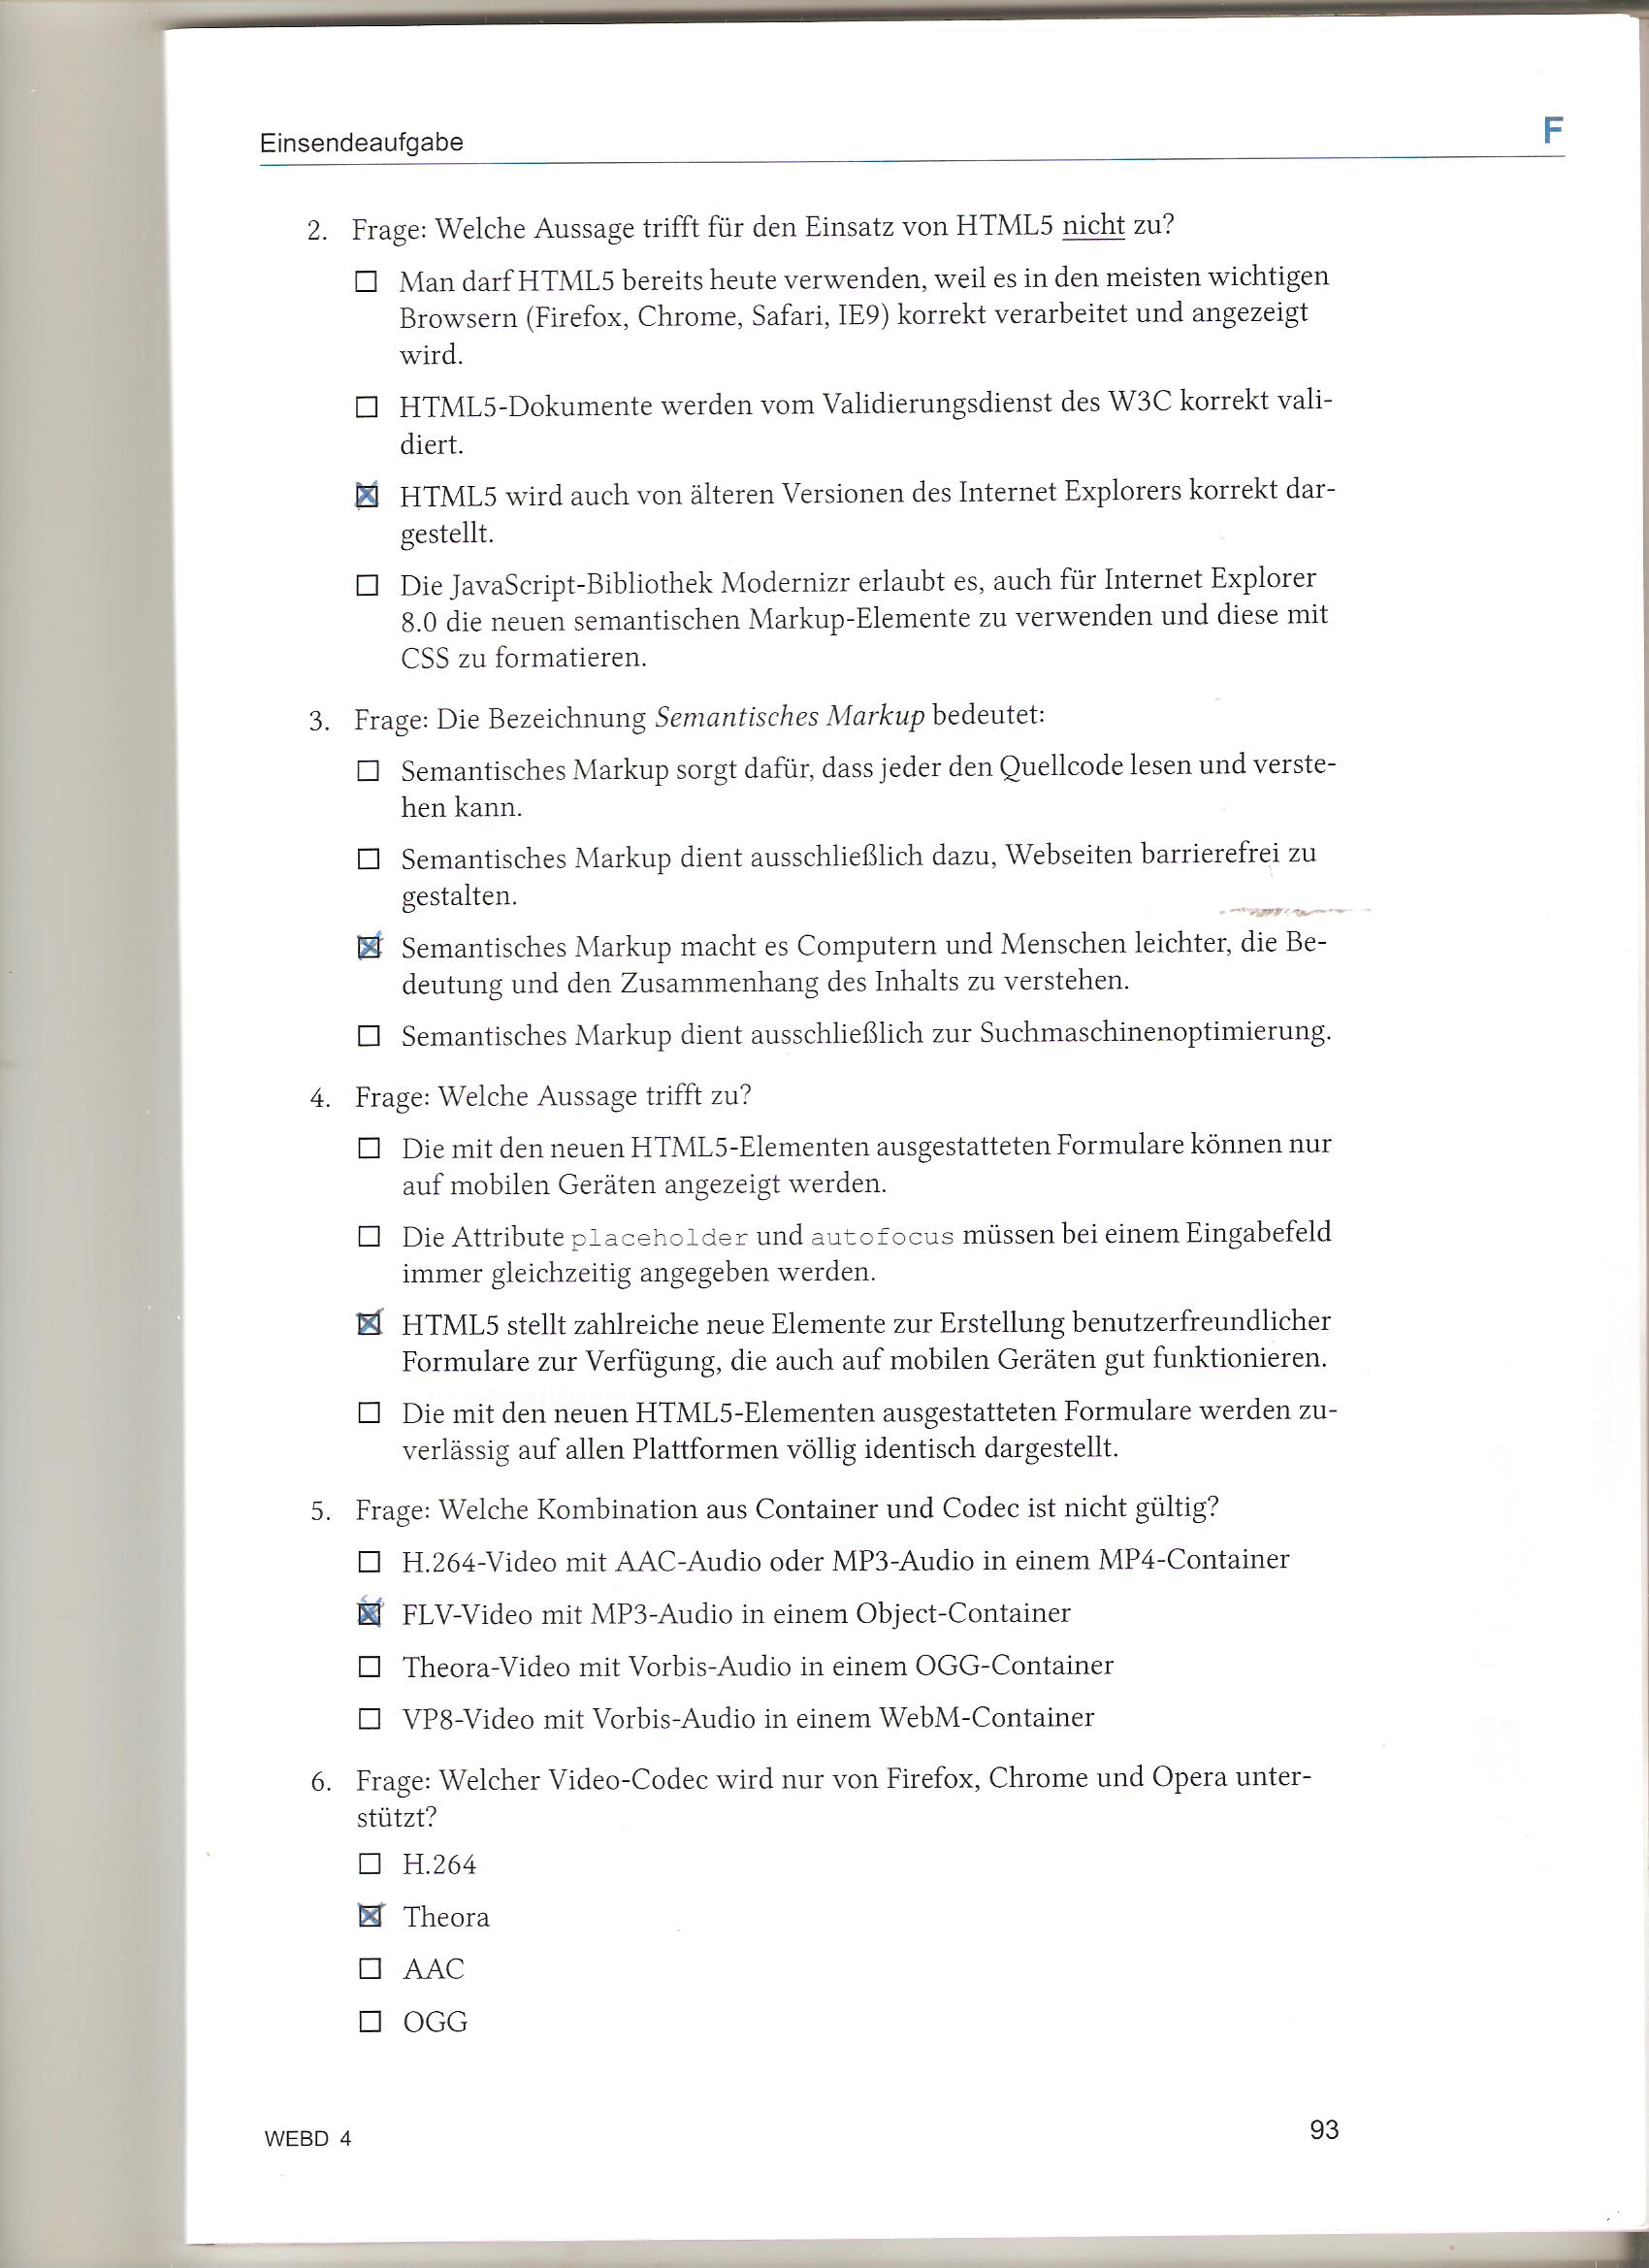 Einsendeaufgabe
F
2. Frage: Welche Aussage trifft für den Einsatz von HTML5 nicht zu?
☐ Man darf HTML5 bereits heute verwenden, weil es in den meisten wichtigen
Browsern (Firefox, Chrome, Safari, IE9) korrekt verarbeitet und angezeigt
wird.
☐ HTML5-Dokumente werden vom Validierungsdienst des W3C korrekt vali-
diert.
☒ HTML5 wird auch von älteren Versionen des Internet Explorers korrekt dar-
gestellt.
☐ Die JavaScript-Bibliothek Modernizr erlaubt es, auch für Internet Explorer
8.0 die neuen semantischen Markup-Elemente zu verwenden und diese mit
CSS zu formatieren.
3. Frage: Die Bezeichnung Semantisches Markup bedeutet:
☐ Semantisches Markup sorgt dafür, dass jeder den Quellcode lesen und verste-
hen kann.
☐ Semantisches Markup dient ausschließlich dazu, Webseiten barrierefrei zu
gestalten.
☒ Semantisches Markup macht es Computern und Menschen leichter, die Be-
deutung und den Zusammenhang des Inhalts zu verstehen.
☐ Semantisches Markup dient ausschließlich zur Suchmaschinenoptimierung.
4. Frage: Welche Aussage trifft zu?
☐ Die mit den neuen HTML5-Elementen ausgestatteten Formulare können nur
auf mobilen Geräten angezeigt werden.
☐ Die Attribute placeholder und autofocus müssen bei einem Eingabefeld
immer gleichzeitig angegeben werden.
☒ HTML5 stellt zahlreiche neue Elemente zur Erstellung benutzerfreundlicher
Formulare zur Verfügung, die auch auf mobilen Geräten gut funktionieren.
☐ Die mit den neuen HTML5-Elementen ausgestatteten Formulare werden zu-
verlässig auf allen Plattformen völlig identisch dargestellt.
5. Frage: Welche Kombination aus Container und Codec ist nicht gültig?
☐ H.264-Video mit AAC-Audio oder MP3-Audio in einem MP4-Container
☒ FLV-Video mit MP3-Audio in einem Object-Container
☐ Theora-Video mit Vorbis-Audio in einem OGG-Container
☐ VP8-Video mit Vorbis-Audio in einem WebM-Container
6. Frage: Welcher Video-Codec wird nur von Firefox, Chrome und Opera unter-
stützt?
☐ H.264
☒ Theora
☐ AAC
☐ OGG
WEBD 4
93